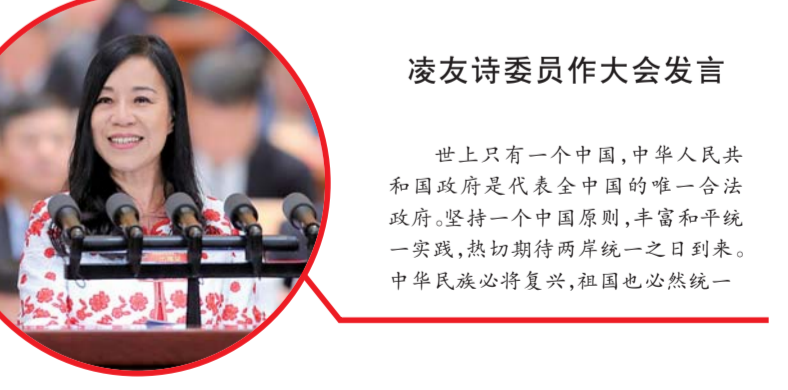 凌友诗委员作大会发言
世上只有一个中国,中华人民共
和国政府是代表全中国的唯一合法
政府。坚持一个中国原则,丰富和平统
一实践,热切期待两岸统一之日到来。
中华民族必将复兴,祖国也必然统一